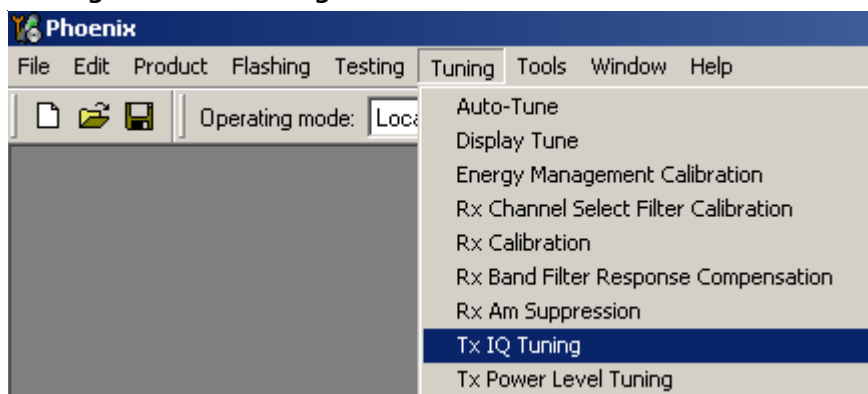 Phoenix
File Edit Product Flashing Testing Tuning Tools Window Help
Operating mode: Loca
Auto-Tune
Display Tune
Energy Management Calibration
Rx Channel Select Filter Calibration
Rx Calibration
Rx Band Filter Response Compensation
Rx Am Suppression
Tx IQ Tuning
Tx Power Level Tuning